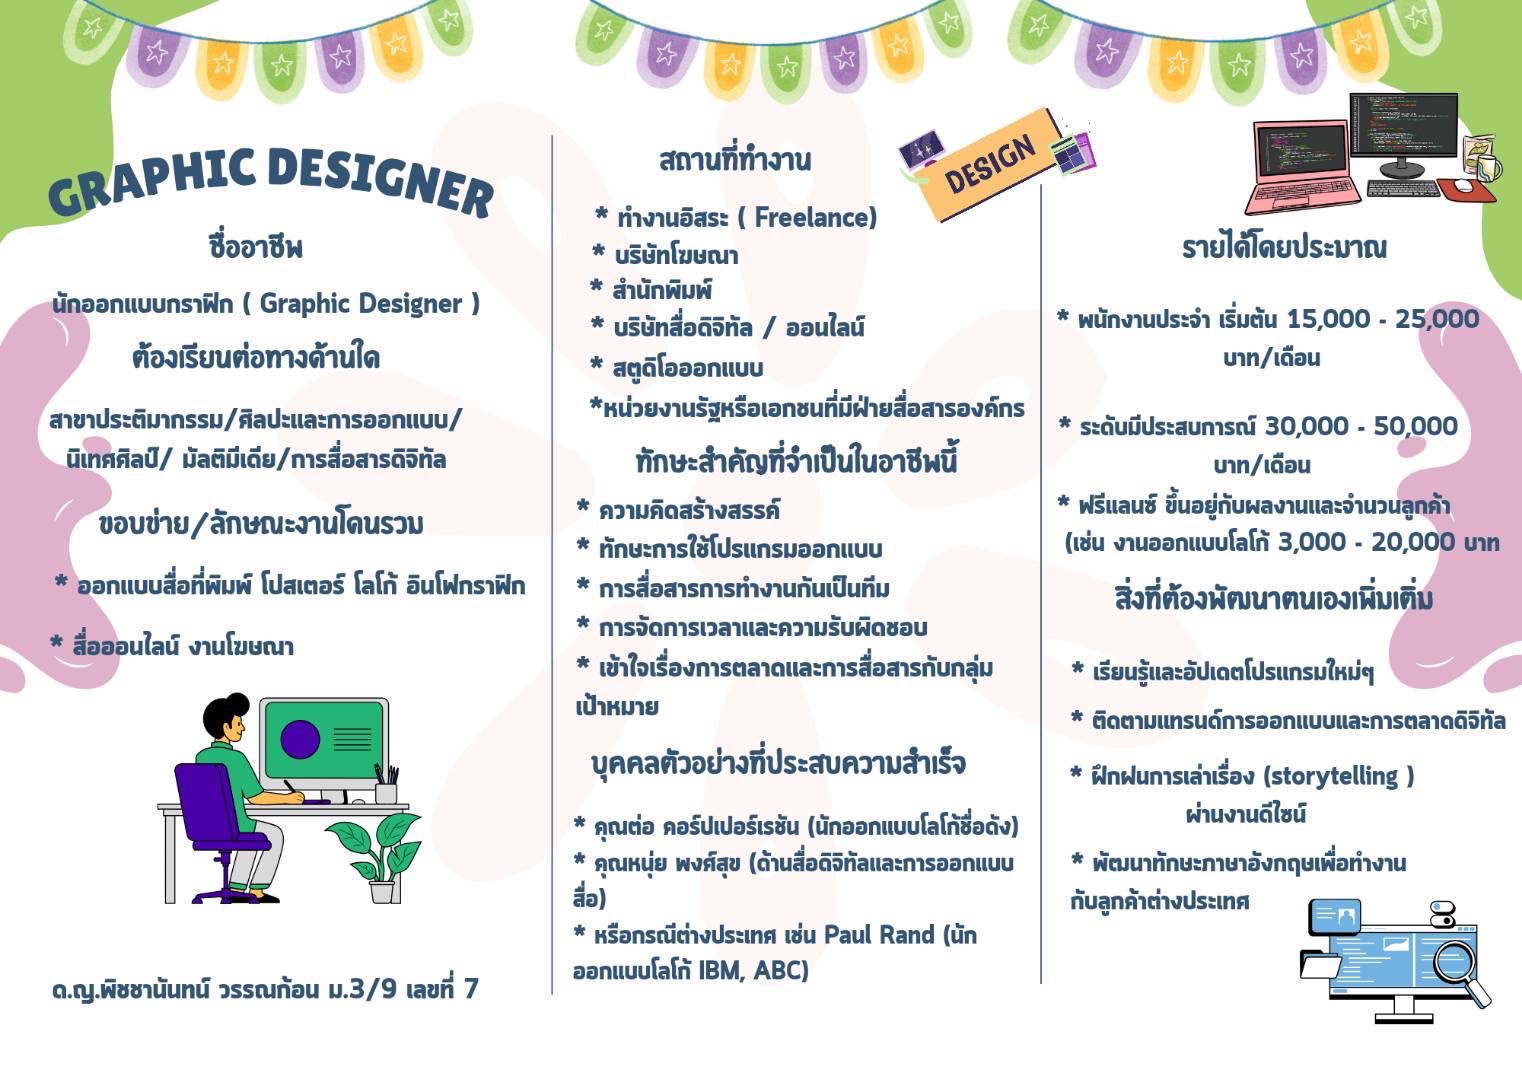 GRAPHIC DESIGNER
ชื่ออาชีพ
นักออกแบบกราฟิก ( Graphic Designer )
ต้องเรียนต่อทางด้านใด
สาขาประติมากรรม/ศิลปะและการออกแบบ/
นิเทศศิลป์/ มัลติมีเดีย/การสื่อสารดิจิทัล
ขอบข่าย/ลักษณะงานโดนรวม
* ออกแบบสื่อที่พิมพ์ โปสเตอร์ โลโก้ อินโฟกราฟิก
* สื่อออนไลน์ งานโฆษณา
ด.ญ.พิชชานันทน์ วรรณก้อน ม.3/9 เลขที่ 7
สถานที่ทำงาน
DESIGN
* ทำงานอิสระ ( Freelance)
* บริษัทโฆษณา
* สำนักพิมพ์
* บริษัทสื่อดิจิทัล / ออนไลน์
* สตูดิโอออกแบบ
*หน่วยงานรัฐหรือเอกชนที่มีฝ่ายสื่อสารองค์กร
ทักษะสำคัญที่จำเป็นในอาชีพนี้
* ความคิดสร้างสรรค์
* ทักษะการใช้โปรแกรมออกแบบ
* การสื่อสารการทำงานกันเป็นทีม
* การจัดการเวลาและความรับผิดชอบ
* เข้าใจเรื่องการตลาดและการสื่อสารกับกลุ่ม
เป้าหมาย
บุคคลตัวอย่างที่ประสบความสำเร็จ
* คุณต่อ คอร์ปเปอร์เรชัน (นักออกแบบโลโก้ชื่อดัง)
* คุณหนุ่ย พงศ์สุข (ด้านสื่อดิจิทัลและการออกแบบ
สื่อ)
* หรือกรณีต่างประเทศ เช่น Paul Rand (นัก
ออกแบบโลโก้ IBM, ABC)
รายได้โดยประมาณ
* พนักงานประจำ เริ่มต้น 15,000 - 25,000
บาท/เดือน
* ระดับมีประสบการณ์ 30,000 - 50,000
บาท/เดือน
* ฟรีแลนซ์ ขึ้นอยู่กับผลงานและจำนวนลูกค้า
(เช่น งานออกแบบโลโก้ 3,000 - 20,000 บาท
สิ่งที่ต้องพัฒนาตนเองเพิ่มเติ่ม
* เรียนรู้และอัปเดตโปรแกรมใหม่ๆ
* ติดตามแทรนด์การออกแบบและการตลาดดิจิทัล
* ฝึกฝนการเล่าเรื่อง (storytelling )
ผ่านงานดีไซน์
* พัฒนาทักษะภาษาอังกฤษเพื่อทำงาน
กับลูกค้าต่างประเทศ